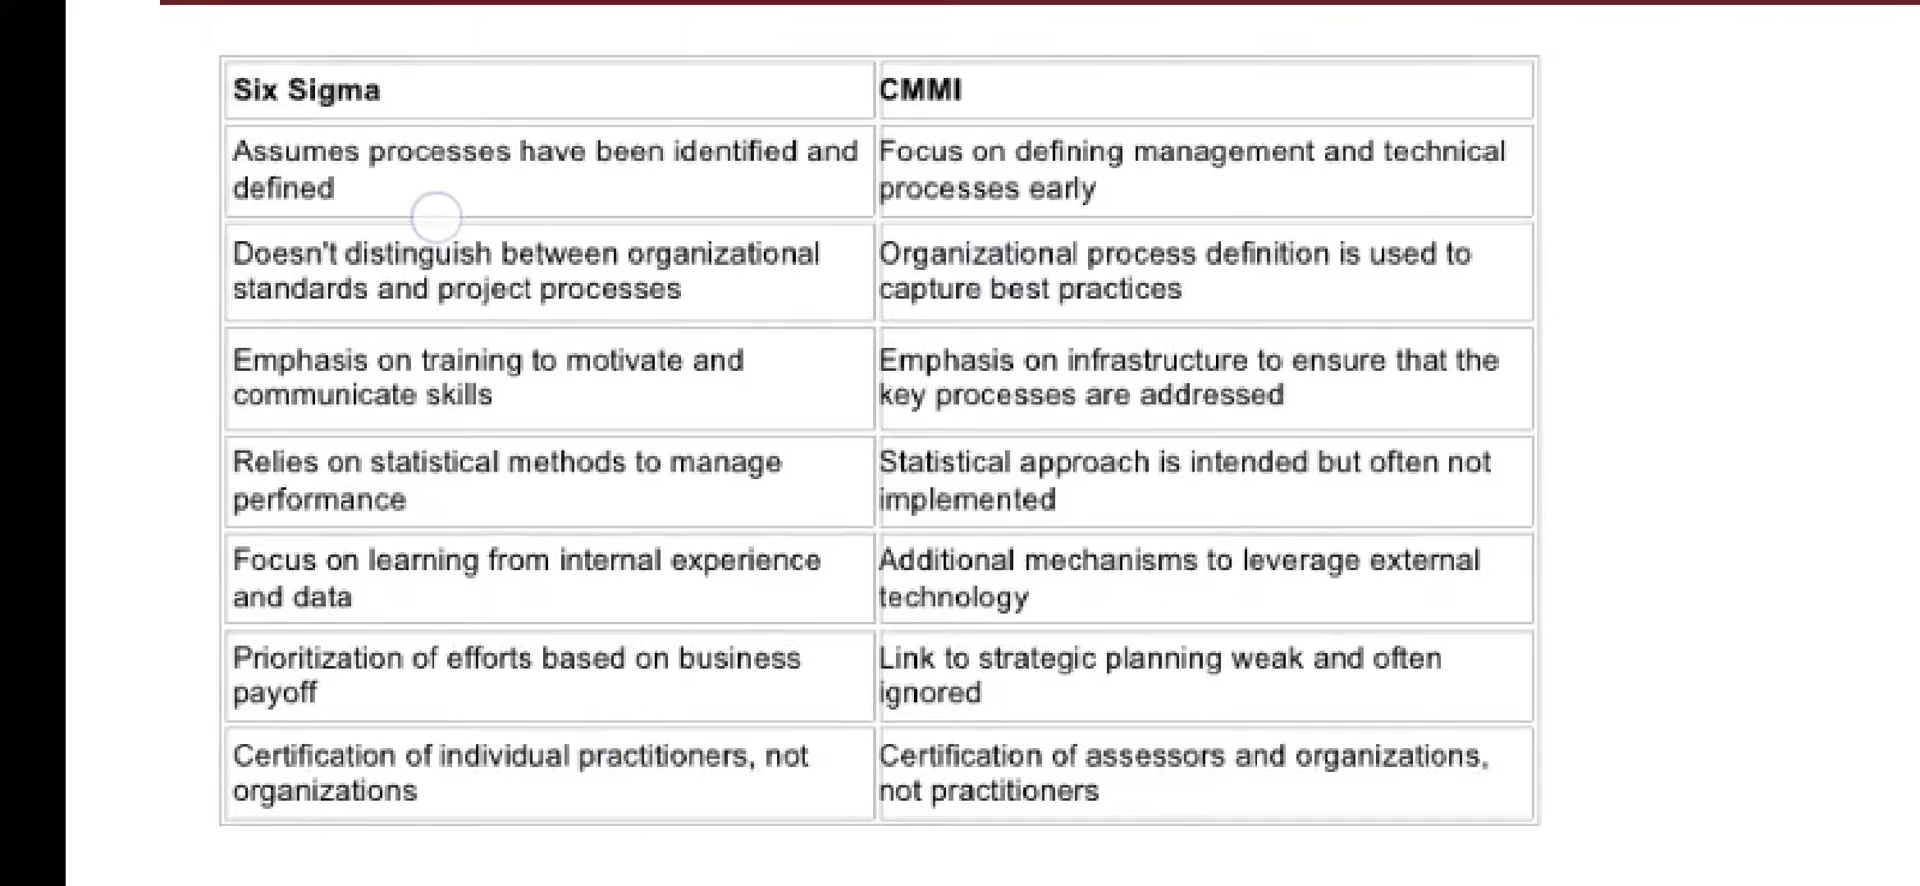 Six Sigma
CMMI
Assumes processes have been identified and
defined
Focus on defining management and technical
processes early
Doesn't distinguish between organizational
standards and project processes
Organizational process definition is used to
capture best practices
Emphasis on training to motivate and
communicate skills
Emphasis on infrastructure to ensure that the
key processes are addressed
Relies on statistical methods to manage
performance
Statistical approach is intended but often not
implemented
Focus on learning from internal experience
and data
Additional mechanisms to leverage external
technology
Prioritization of efforts based on business
payoff
Link to strategic planning weak and often
ignored
Certification of individual practitioners, not
organizations
Certification of assessors and organizations,
not practitioners